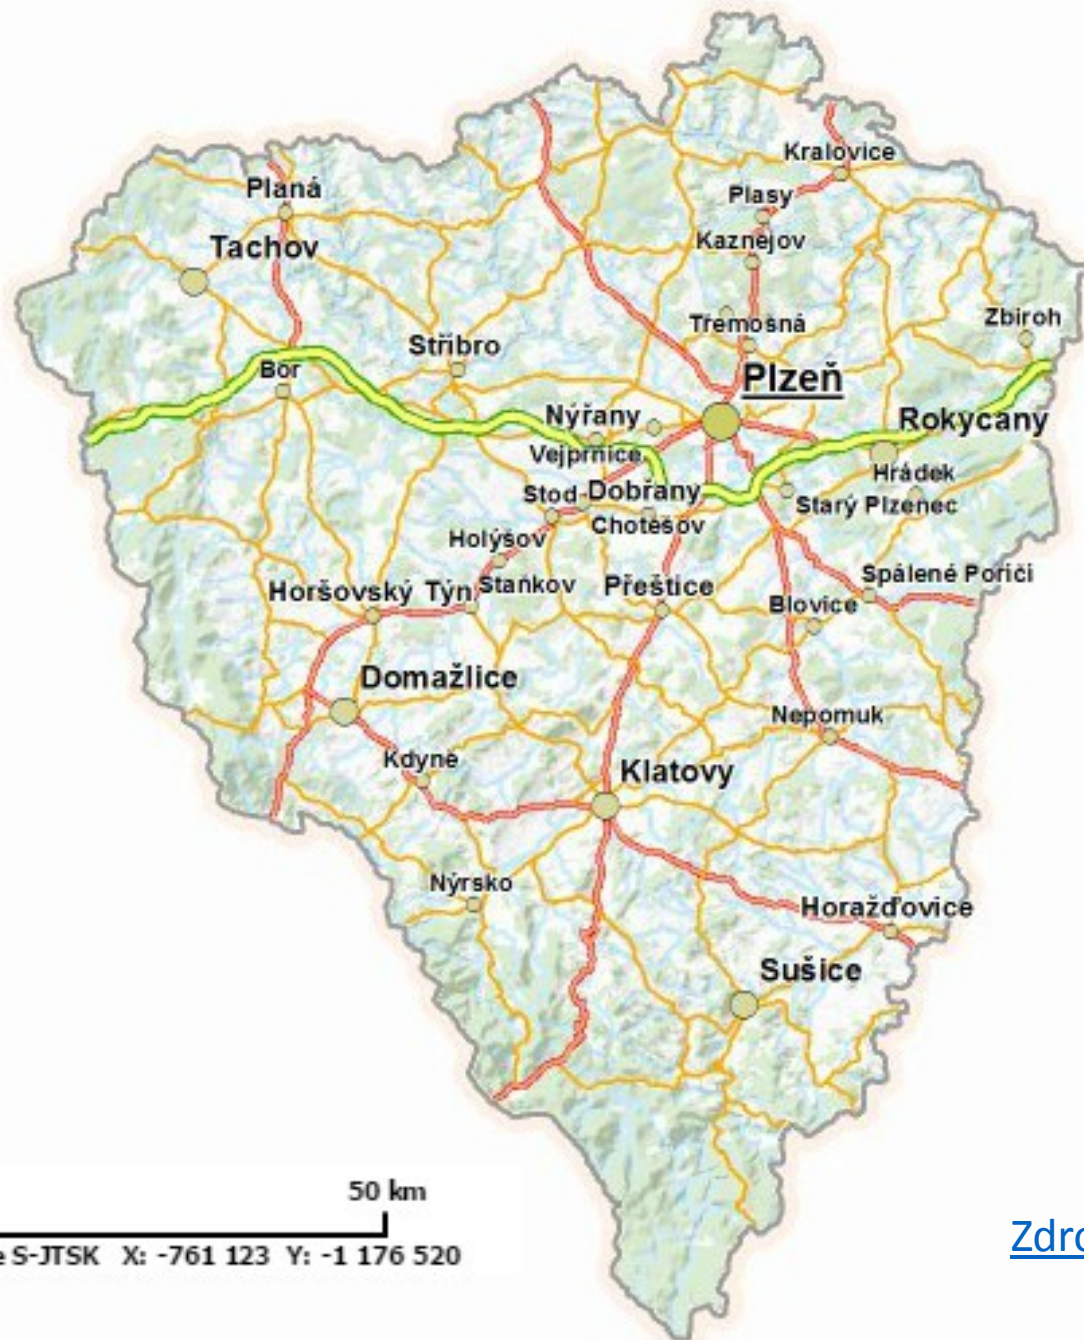 Kralovice
Planá
Plasy
Tachov
Kaznějov
Třemošná
Zbiroh
Stříbro
Bor
Plzeň
Nýřany
Rokycany
Vejprnice
Hrádek
Stod
Dobřany
Starý Plzenec
Chotěšov
Holýšov
Staňkov
Horšovský Týn
Přeštice
Spálené Poříčí
Blovice
Domažlice
Nepomuk
Kdyně
Klatovy
Nýrsko
Horažďovice
Sušice
50 km
e S-JTSK X: -761 123 Y: -1 176 520
Zdro